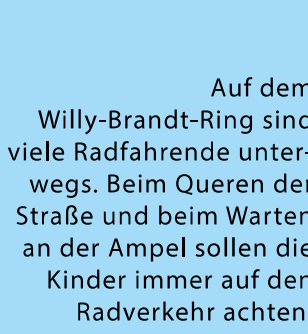 Auf dem
Willy-Brandt-Ring sind
viele Radfahrende unter-
wegs. Beim Queren der
Straße und beim Warten
an der Ampel sollen die
Kinder immer auf den
Radverkehr achten